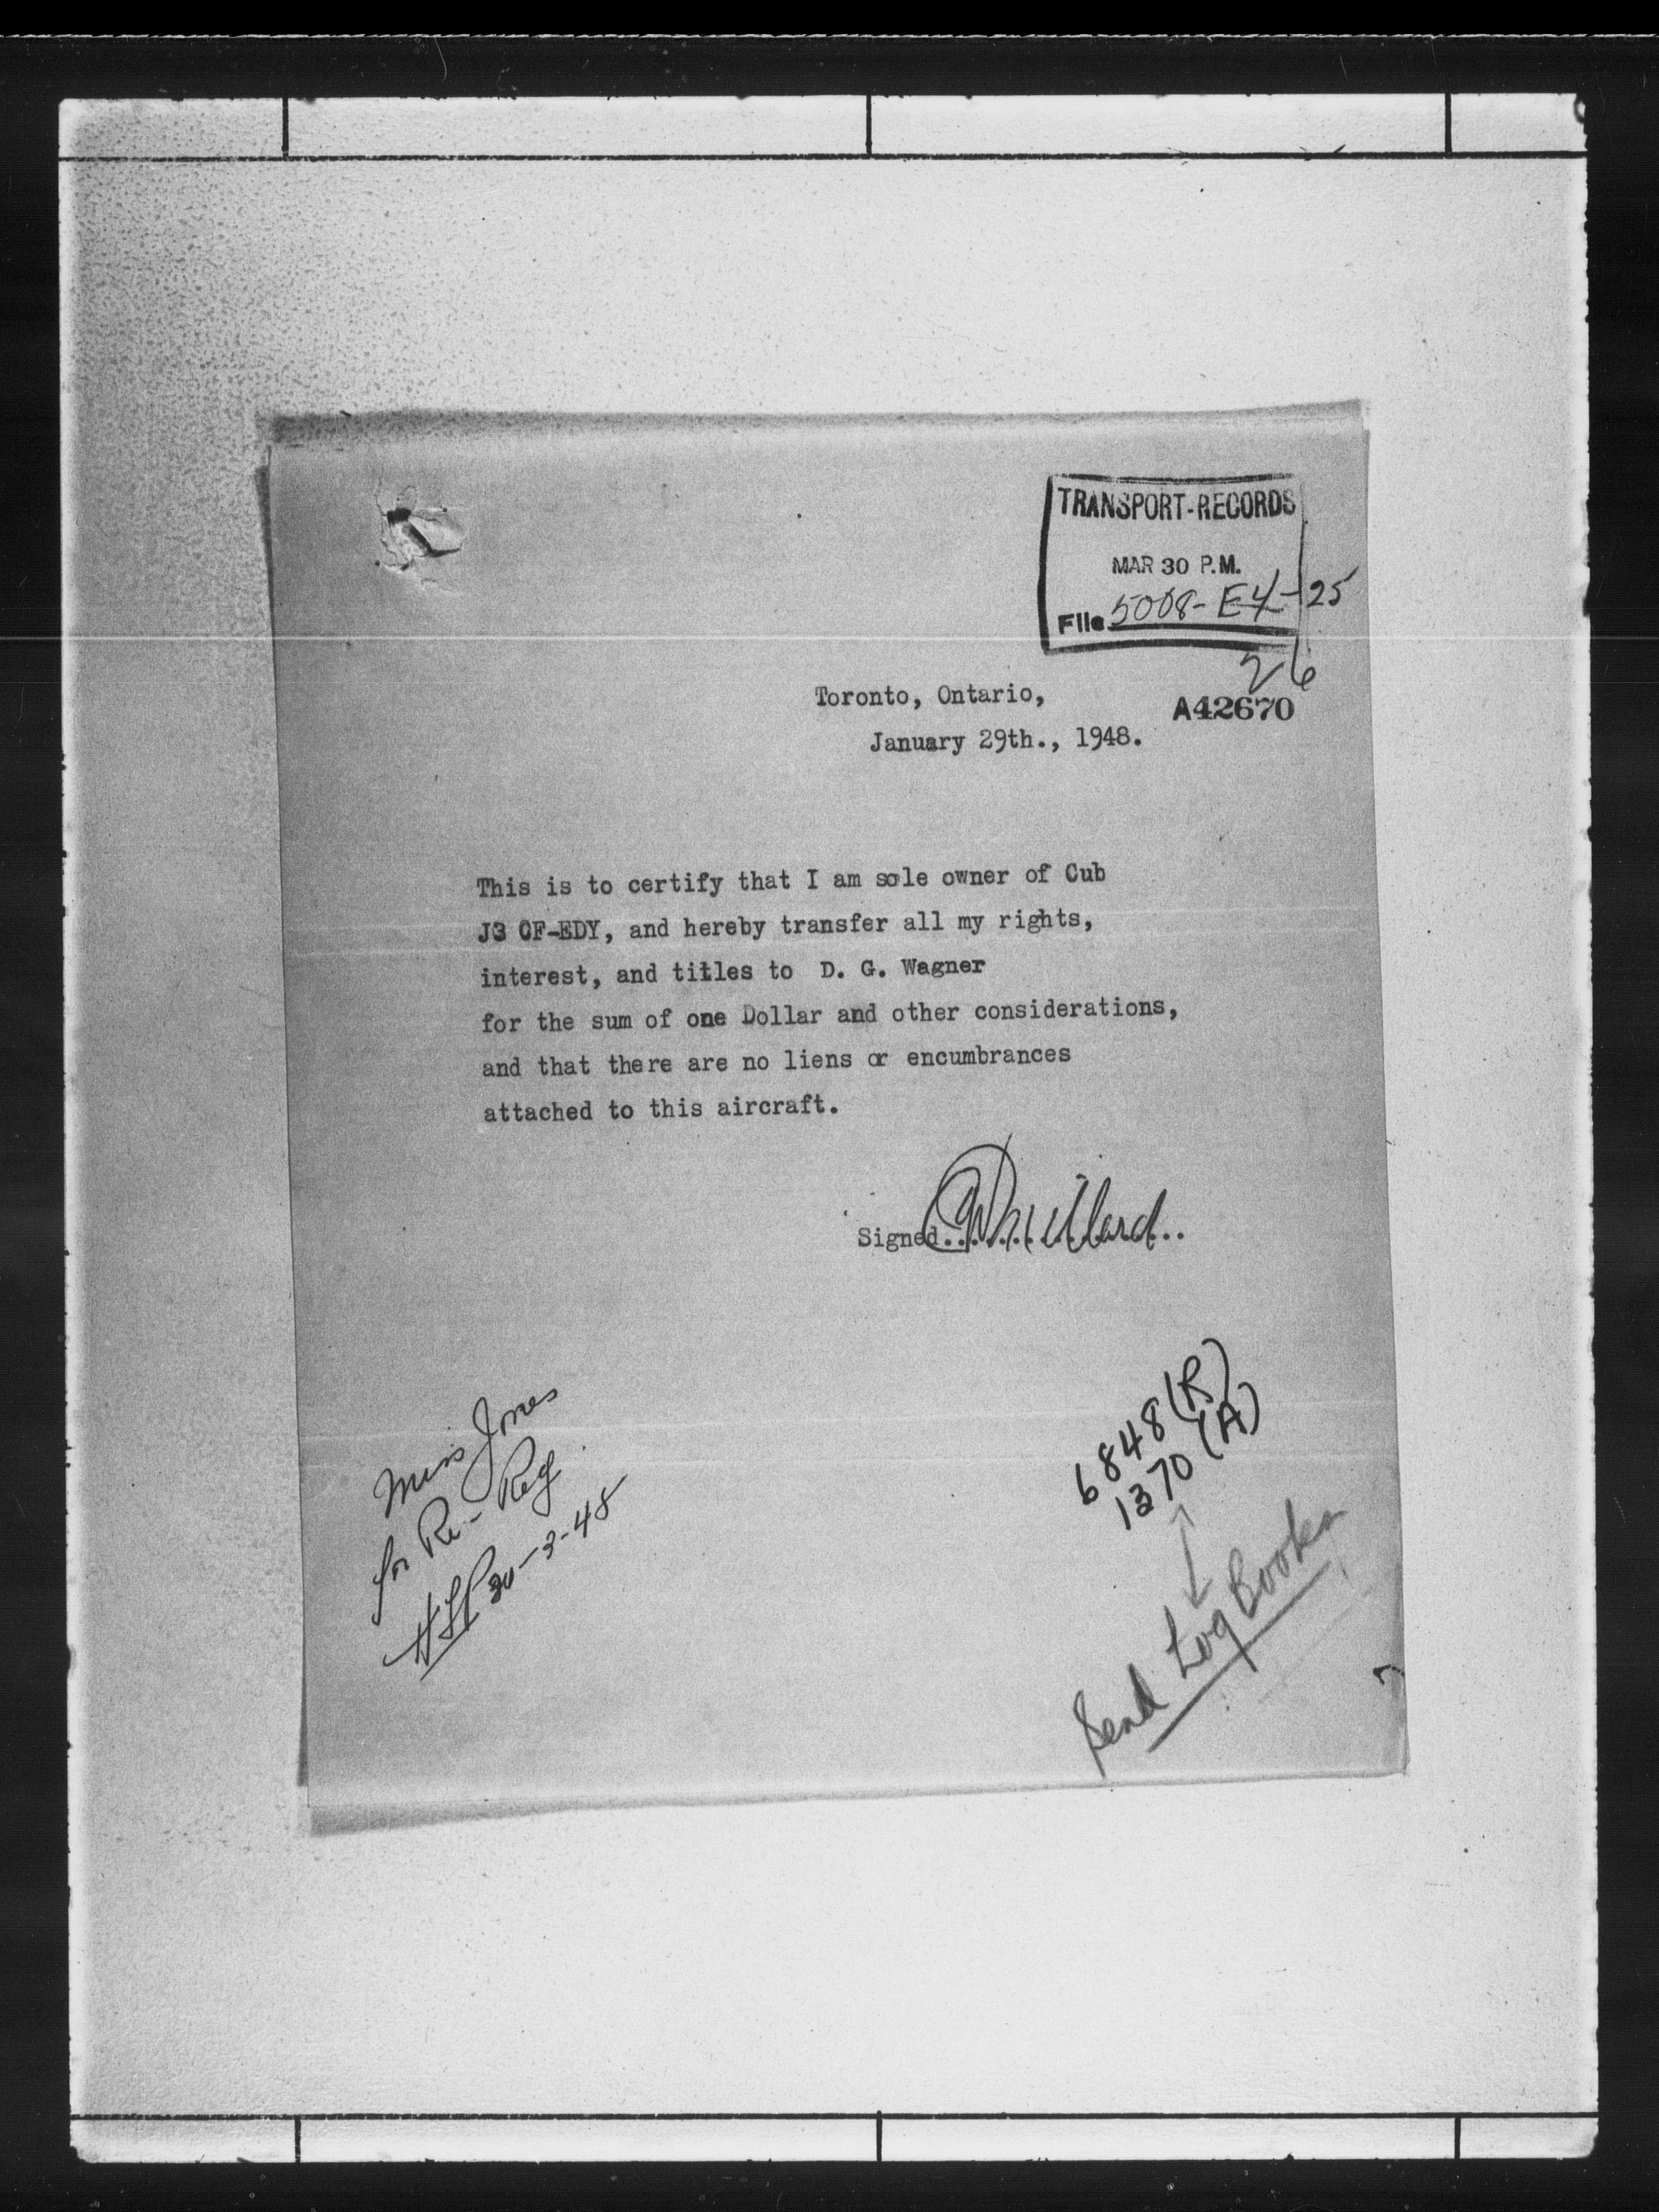 TRANSPORT-RECORDS
MAR 30 P.M.
File 5008-E4-25
26
A42670
Toronto, Ontario,
January 29th., 1948.
This is to certify that I am sole owner of Cub
J3 CF-EDY, and hereby transfer all my rights,
interest, and titles to D. G. Wagner
for the sum of one Dollar and other considerations,
and that there are no liens or encumbrances
attached to this aircraft.
Signed
6848 (R)
1370 (A)
Send Log Books
Miss Jones
for Re-Reg
30-3-48